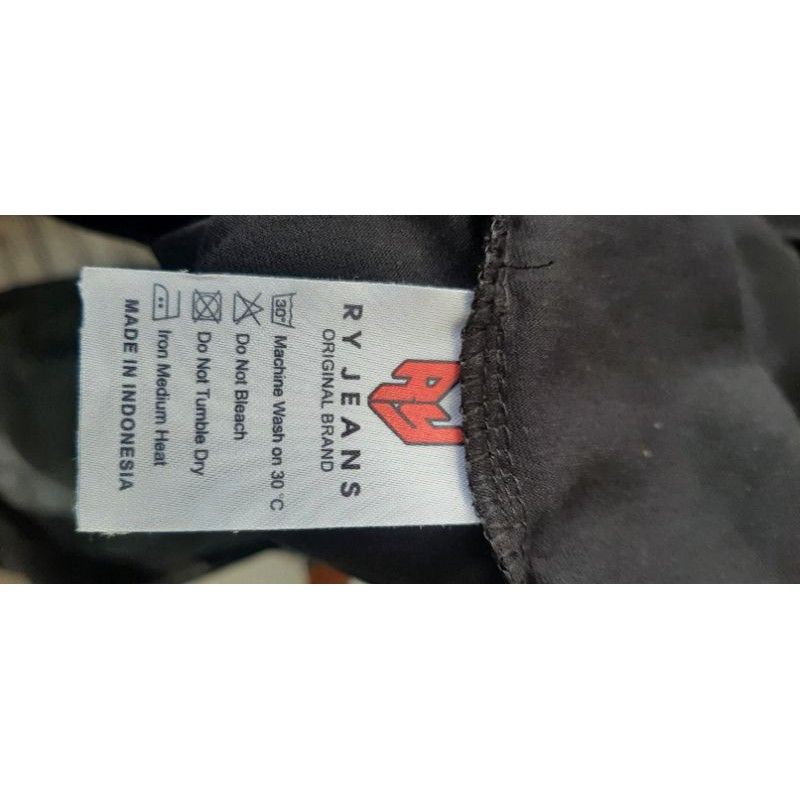 RY
RY JEANS
ORIGINAL BRAND
30° Machine Wash on 30 °C
Do Not Bleach
Do Not Tumble Dry
Iron Medium Heat
MADE IN INDONESIA